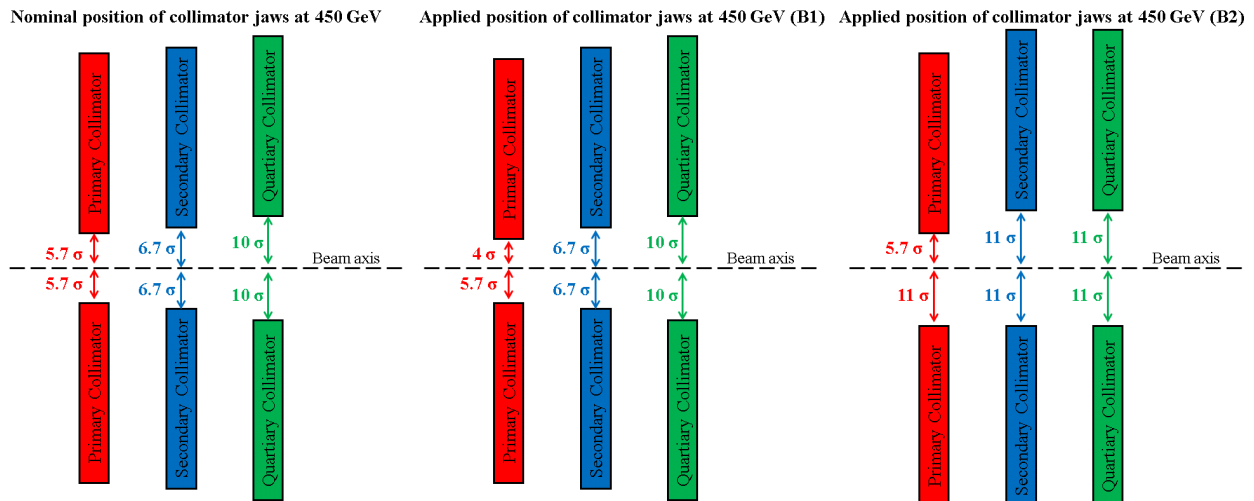 Nominal position of collimator jaws at 450 GeV
Primary Collimator
Secondary Collimator
Quartiary Collimator
5.7 σ
6.7 σ
10 σ
Beam axis
5.7 σ
6.7 σ
10 σ
Primary Collimator
Secondary Collimator
Quartiary Collimator
Applied position of collimator jaws at 450 GeV (B1)
Primary Collimator
Secondary Collimator
Quartiary Collimator
4 σ
6.7 σ
10 σ
Beam axis
5.7 σ
6.7 σ
10 σ
Primary Collimator
Secondary Collimator
Quartiary Collimator
Applied position of collimator jaws at 450 GeV (B2)
Primary Collimator
Secondary Collimator
Quartiary Collimator
5.7 σ
11 σ
11 σ
Beam axis
11 σ
11 σ
11 σ
Primary Collimator
Secondary Collimator
Quartiary Collimator